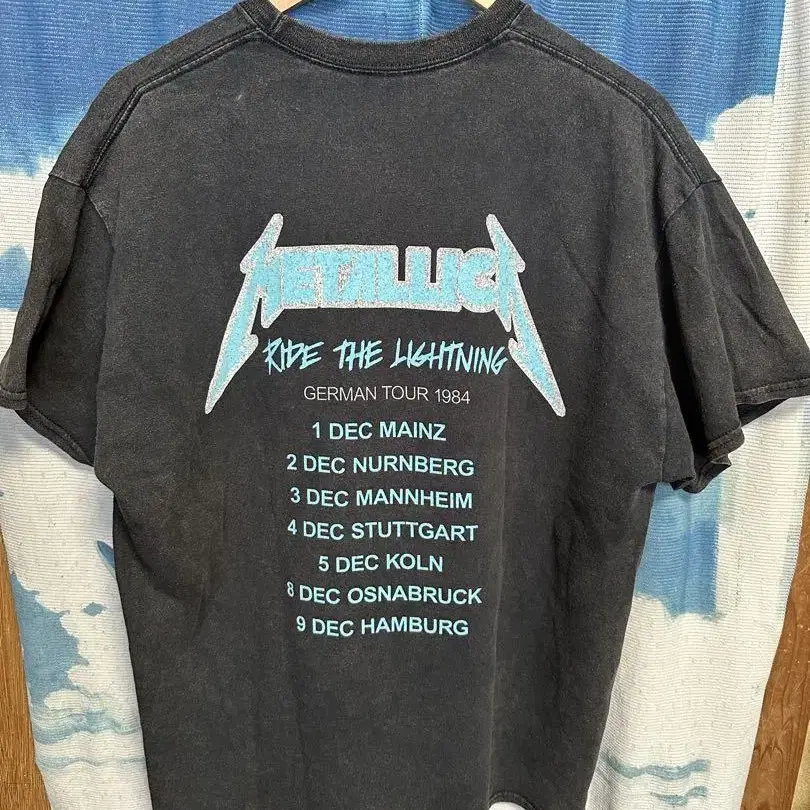 METALLICA
RIDE THE LIGHTNING
GERMAN TOUR 1984
1 DEC MAINZ
2 DEC NURNBERG
3 DEC MANNHEIM
4 DEC STUTTGART
5 DEC KOLN
8 DEC OSNABRUCK
9 DEC HAMBURG